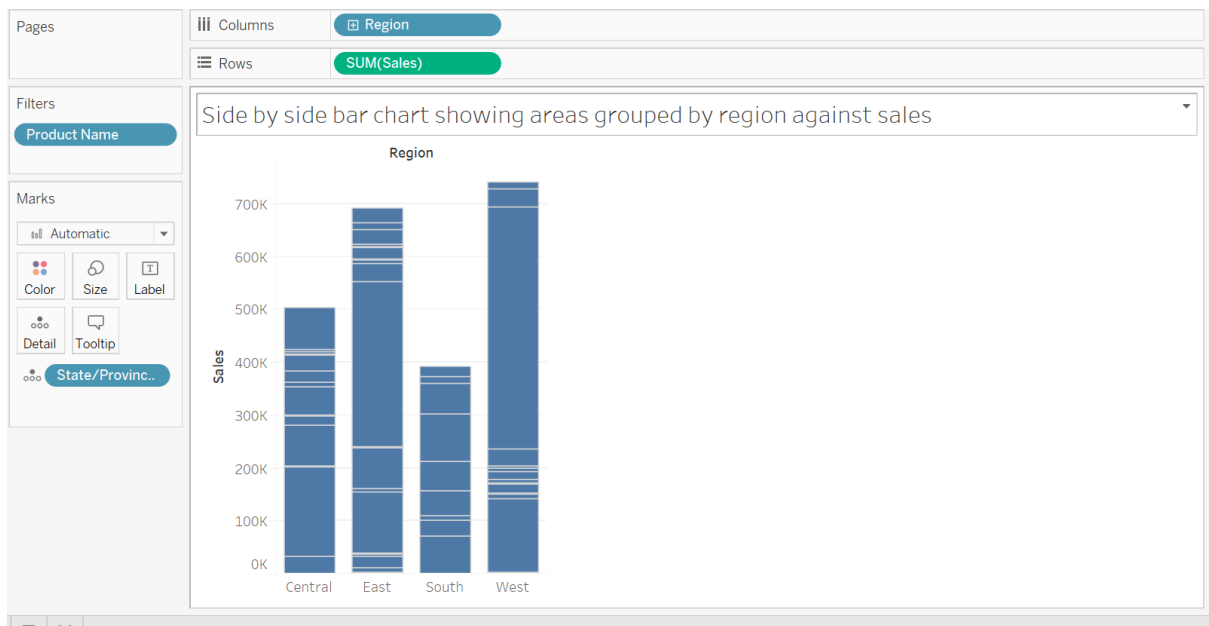 Pages
Columns
Region
Rows
SUM(Sales)
Filters
Product Name
Side by side bar chart showing areas grouped by region against sales
Marks
Automatic
Color
Size
Label
Detail
Tooltip
State/Provinc..
Region
Sales
700K
600K
500K
400K
300K
200K
100K
0K
Central East South West